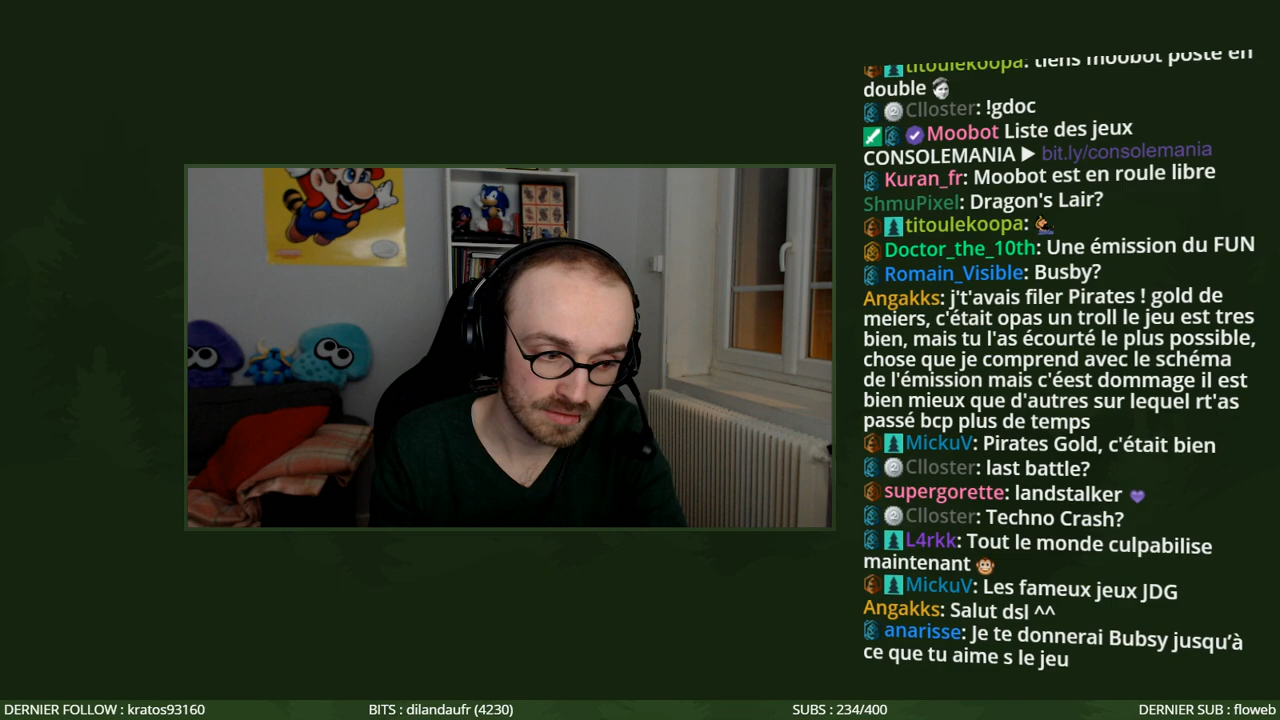 titoulekoopa: tiens moobot poste en
double
Clloster: !gdoc
Moobot Liste des jeux
CONSOLEMANIA ► bit.ly/consolemania
Kuran_fr: Moobot est en roule libre
ShmuPixel: Dragon's Lair?
titoulekoopa:
Doctor_the_10th: Une émission du FUN
Romain_Visible: Busby?
Angakks: j't'avais filer Pirates ! gold de
meiers, c'était opas un troll le jeu est tres
bien, mais tu l'as écourté le plus possible,
chose que je comprend avec le schéma
de l'émission mais c'éest dommage il est
bien mieux que d'autres sur lequel rt'as
passé bcp plus de temps
MickuV: Pirates Gold, c'était bien
Clloster: last battle?
supergorette: landstalker
Clloster: Techno Crash?
L4rkk: Tout le monde culpabilise
maintenant
MickuV: Les fameux jeux JDG
Angakks: Salut dsl ^^
anarisse: Je te donnerai Bubsy jusqu'à
ce que tu aime s le jeu
DERNIER FOLLOW : kratos93160 BITS : dilandaufr (4230) SUBS : 234/400 DERNIER SUB : floweb